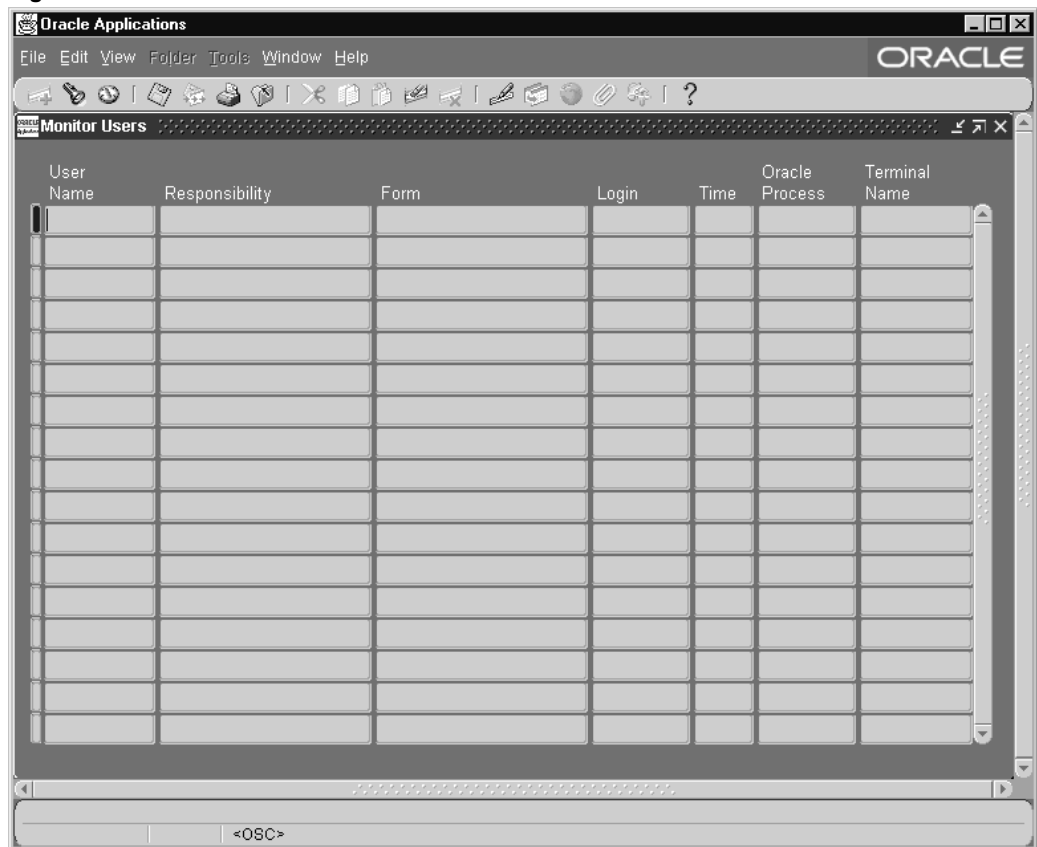 Oracle Applications
File Edit View Folder Tools Window Help
ORACLE
?
Monitor Users
User Name Responsibility Form Login Time Oracle Process Terminal Name
<OSC>